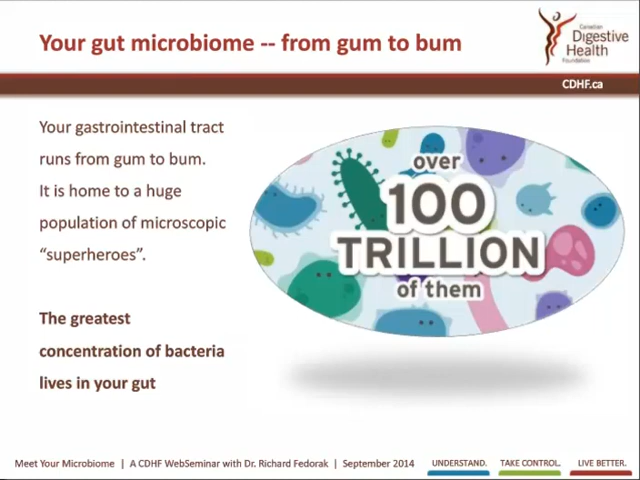 Your gut microbiome -- from gum to bum
Canadian
Digestive
Health
Foundation
CDHF.ca
Your gastrointestinal tract
runs from gum to bum.
It is home to a huge
population of microscopic
“superheroes”.
The greatest
concentration of bacteria
lives in your gut
over
100
TRILLION
of them
Meet Your Microbiome | A CDHF WebSeminar with Dr. Richard Fedorak | September 2014
UNDERSTAND. TAKE CONTROL. LIVE BETTER.